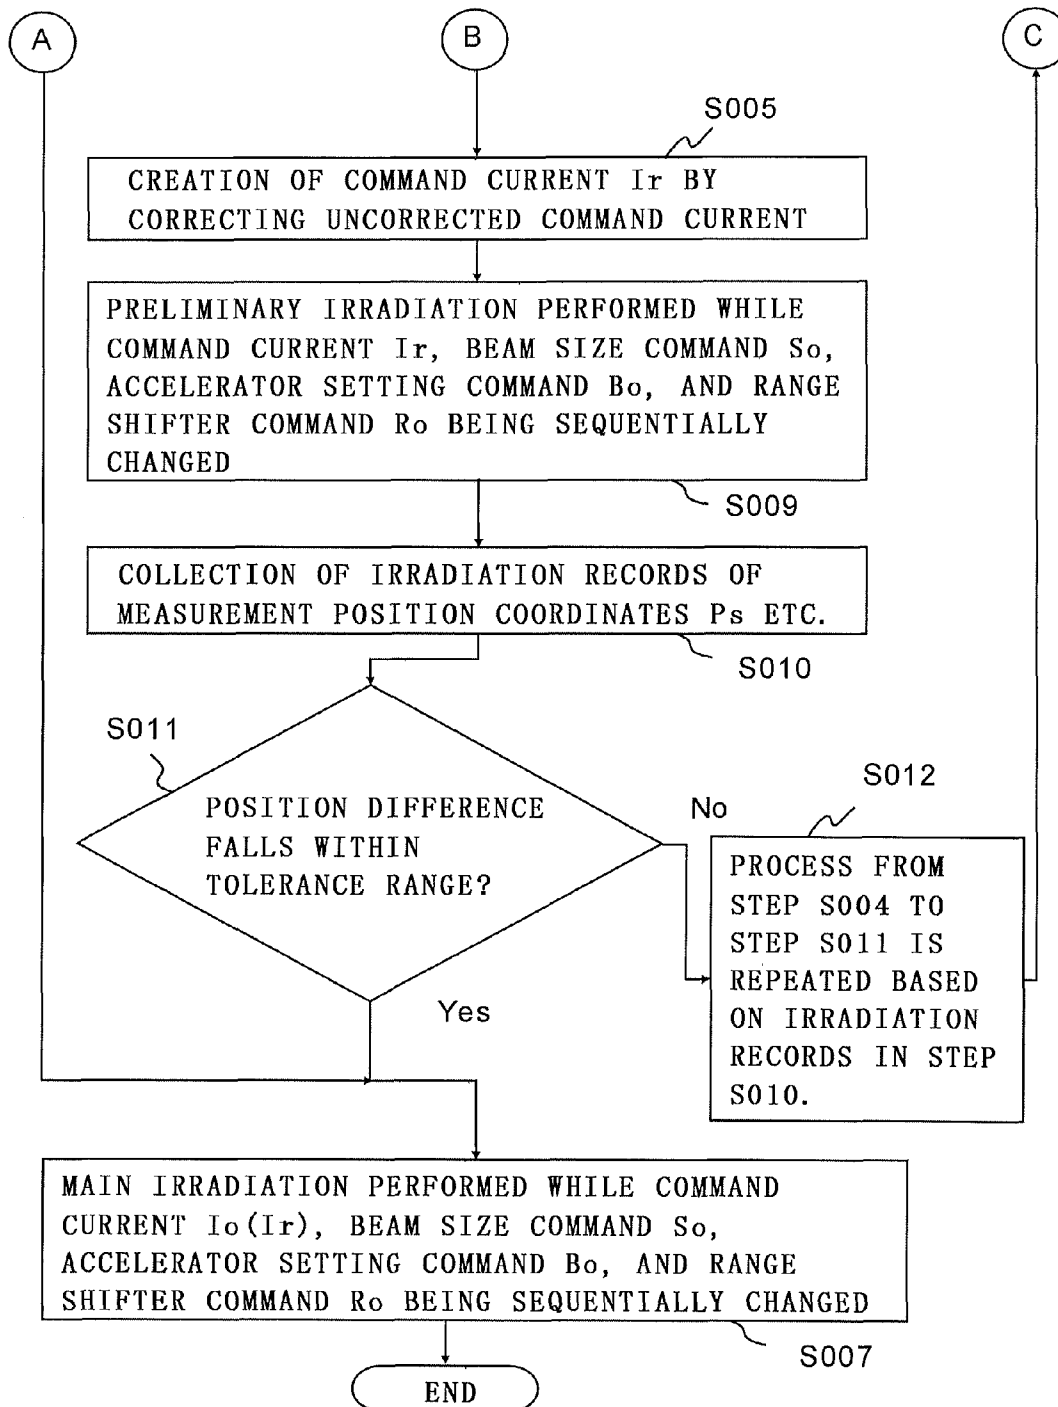 A
B
C
S005
CREATION OF COMMAND CURRENT Ir BY
CORRECTING UNCORRECTED COMMAND CURRENT
PRELIMINARY IRRADIATION PERFORMED WHILE
COMMAND CURRENT Ir, BEAM SIZE COMMAND So,
ACCELERATOR SETTING COMMAND Bo, AND RANGE
SHIFTER COMMAND Ro BEING SEQUENTIALLY
CHANGED
S009
COLLECTION OF IRRADIATION RECORDS OF
MEASUREMENT POSITION COORDINATES Ps ETC.
S010
S011
POSITION DIFFERENCE
FALLS WITHIN
TOLERANCE RANGE?
No
Yes
S012
PROCESS FROM
STEP S004 TO
STEP S011 IS
REPEATED BASED
ON IRRADIATION
RECORDS IN STEP
S010.
MAIN IRRADIATION PERFORMED WHILE COMMAND
CURRENT Io(Ir), BEAM SIZE COMMAND So,
ACCELERATOR SETTING COMMAND Bo, AND RANGE
SHIFTER COMMAND Ro BEING SEQUENTIALLY CHANGED
S007
END